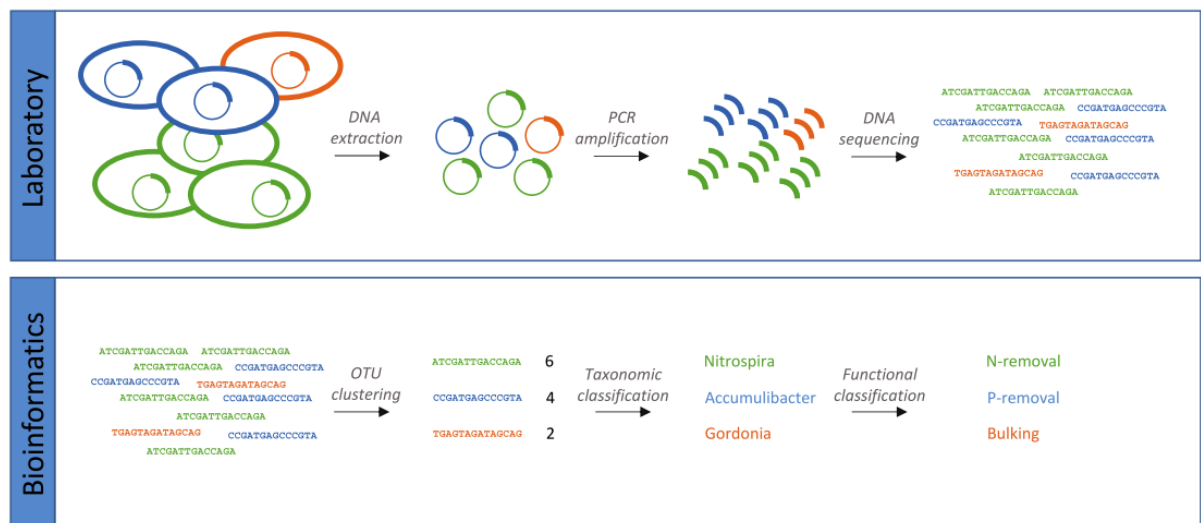 Laboratory
DNA
extraction
PCR
amplification
DNA
sequencing
ATCGATTGACCAGA ATCGATTGACCAGA
ATCGATTGACCAGA CCGATGAGCCCGTA
CCGATGAGCCCGTA TGAGTAGATAGCAG
ATCGATTGACCAGA CCGATGAGCCCGTA
ATCGATTGACCAGA
TGAGTAGATAGCAG CCGATGAGCCCGTA
ATCGATTGACCAGA
Bioinformatics
ATCGATTGACCAGA ATCGATTGACCAGA
ATCGATTGACCAGA CCGATGAGCCCGTA
CCGATGAGCCCGTA TGAGTAGATAGCAG
ATCGATTGACCAGA CCGATGAGCCCGTA
ATCGATTGACCAGA
TGAGTAGATAGCAG CCGATGAGCCCGTA
ATCGATTGACCAGA
OTU
clustering
ATCGATTGACCAGA 6
CCGATGAGCCCGTA 4
TGAGTAGATAGCAG 2
Taxonomic
classification
Nitrospira
Accumulibacter
Gordonia
Functional
classification
N-removal
P-removal
Bulking